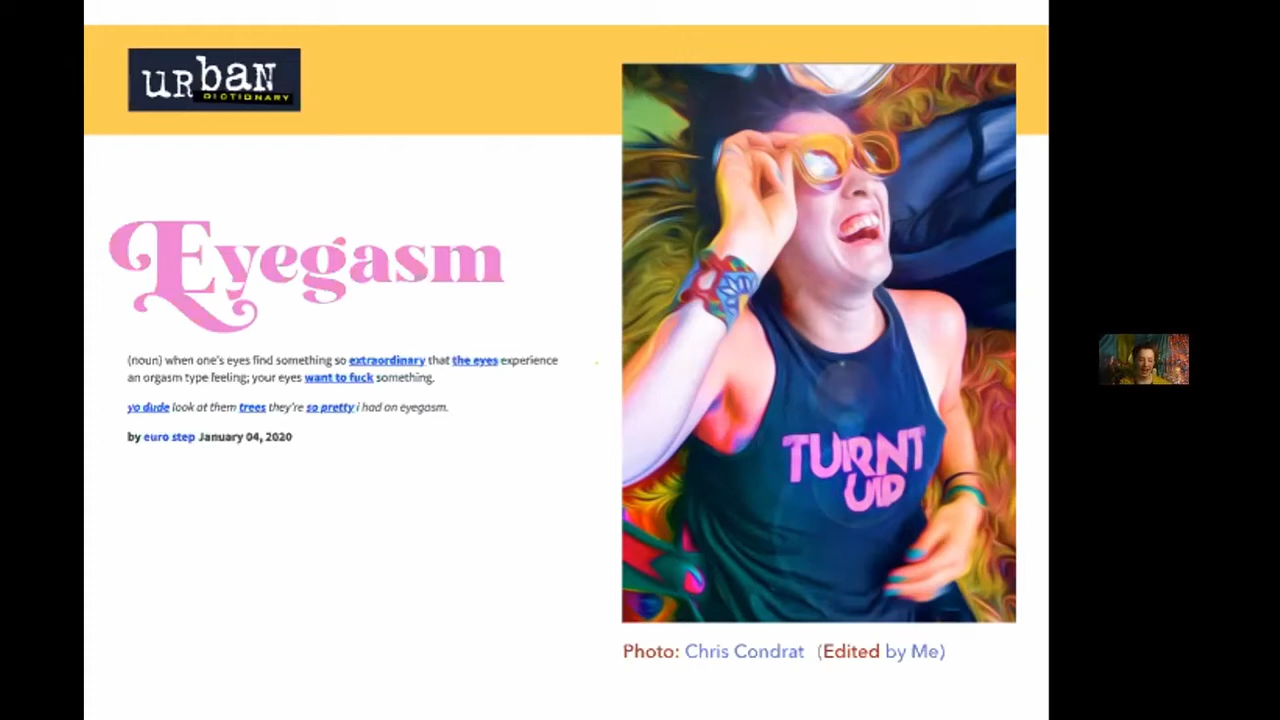 urban
DICTIONARY
Eyegasm
(noun) when one's eyes find something so extraordinary that the eyes experience
an orgasm type feeling; your eyes want to fuck something.
yo dude look at them trees they're so pretty i had an eyegasm.
by euro step January 04, 2020
TURNT
UP
Photo: Chris Condrat (Edited by Me)